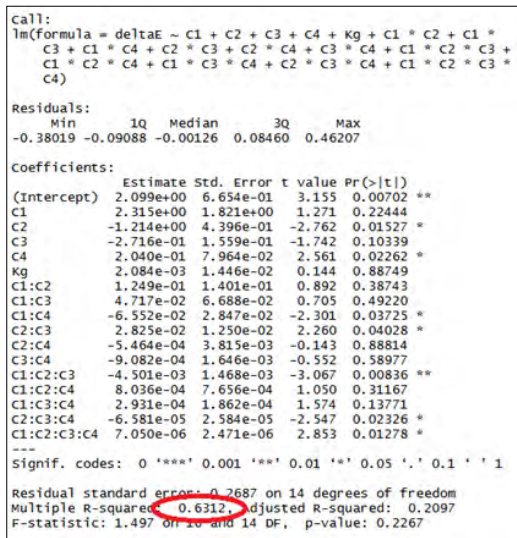 Call:
lm(formula = deltaE ~ C1 + C2 + C3 + C4 + Kg + C1 * C2 + C1 *
C3 + C1 * C4 + C2 * C3 + C2 * C4 + C3 * C4 + C1 * C2 * C3 +
C1 * C2 * C4 + C1 * C3 * C4 + C2 * C3 * C4 + C1 * C2 * C3 *
C4)
Residuals:
Min 1Q Median 3Q Max
-0.38019 -0.09088 -0.00126 0.08460 0.46207
Coefficients:
Estimate Std. Error t value Pr(>|t|)
(Intercept) 2.099e+00 6.654e-01 3.155 0.00702 **
C1 2.315e+00 1.821e+00 1.271 0.22444
C2 -1.214e+00 4.396e-01 -2.762 0.01527 *
C3 -2.716e-01 1.559e-01 -1.742 0.10339
C4 2.040e-01 7.964e-02 2.561 0.02262 *
Kg 2.084e-03 1.446e-02 0.144 0.88749
C1:C2 1.249e-01 1.401e-01 0.892 0.38743
C1:C3 4.717e-02 6.688e-02 0.705 0.49220
C1:C4 -6.552e-02 2.847e-02 -2.301 0.03725 *
C2:C3 2.825e-02 1.250e-02 2.260 0.04028 *
C2:C4 -5.464e-04 3.815e-03 -0.143 0.88814
C3:C4 -9.082e-04 1.646e-03 -0.552 0.58977
C1:C2:C3 -4.501e-03 1.468e-03 -3.067 0.00836 **
C1:C2:C4 8.036e-04 7.656e-04 1.050 0.31167
C1:C3:C4 2.931e-04 1.862e-04 1.574 0.13771
C2:C3:C4 -6.581e-05 2.584e-05 -2.547 0.02326 *
C1:C2:C3:C4 7.050e-06 2.471e-06 2.853 0.01278 *
---
Signif. codes: 0 '***' 0.001 '**' 0.01 '*' 0.05 '.' 0.1 ' ' 1
Residual standard error: 0.2687 on 14 degrees of freedom
Multiple R-squared: 0.6312, Adjusted R-squared: 0.2097
F-statistic: 1.497 on 16 and 14 DF, p-value: 0.2267